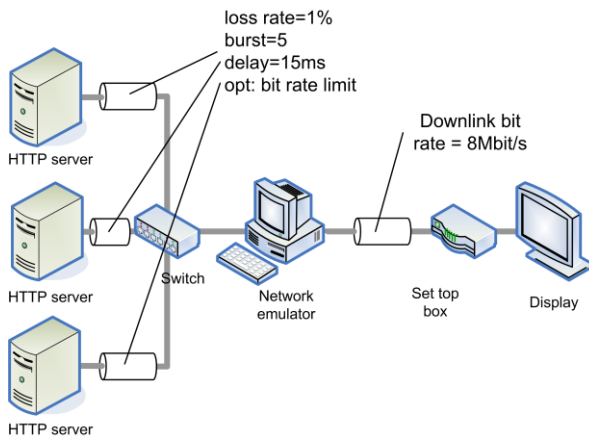 loss rate=1%
burst=5
delay=15ms
opt: bit rate limit
Downlink bit
rate = 8Mbit/s
HTTP server
HTTP server
Switch
Network
emulator
Set top
box
Display
HTTP server